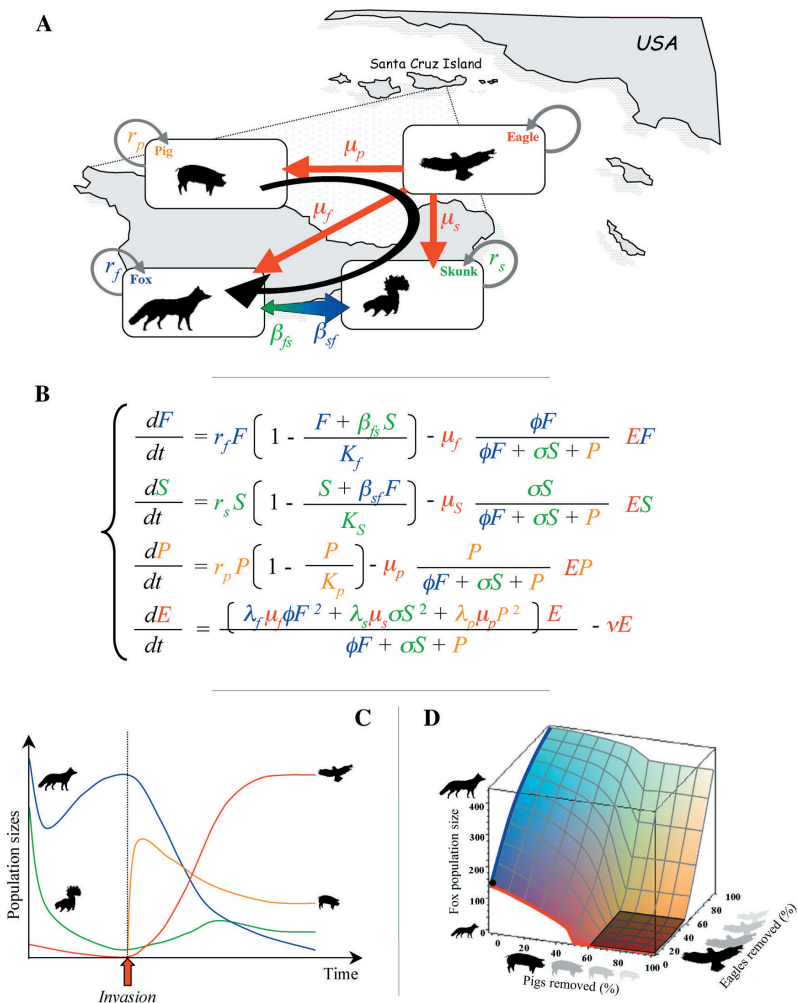 A
USA
Santa Cruz Island
r_p
Pig
Eagle
μ_p
μ_f
μ_s
r_f
Fox
Skunk
r_s
β_fs
β_sf
B
dF/dt = r_f F (1 - (F + β_fs S)/K_f) - μ_f ϕF/(ϕF + σS + P) EF
dS/dt = r_s S (1 - (S + β_sf F)/K_S) - μ_S σS/(ϕF + σS + P) ES
dP/dt = r_p P (1 - P/K_p) - μ_p P/(ϕF + σS + P) EP
dE/dt = (λ_f μ_f ϕF² + λ_s μ_s σS² + λ_p μ_p P²) E/(ϕF + σS + P) - νE
C
Population sizes
Time
Invasion
D
Fox population size
400
300
200
100
0
0 20 40 60 80 100
Pigs removed (%)
0 20 40 60 80 100
Eagles removed (%)